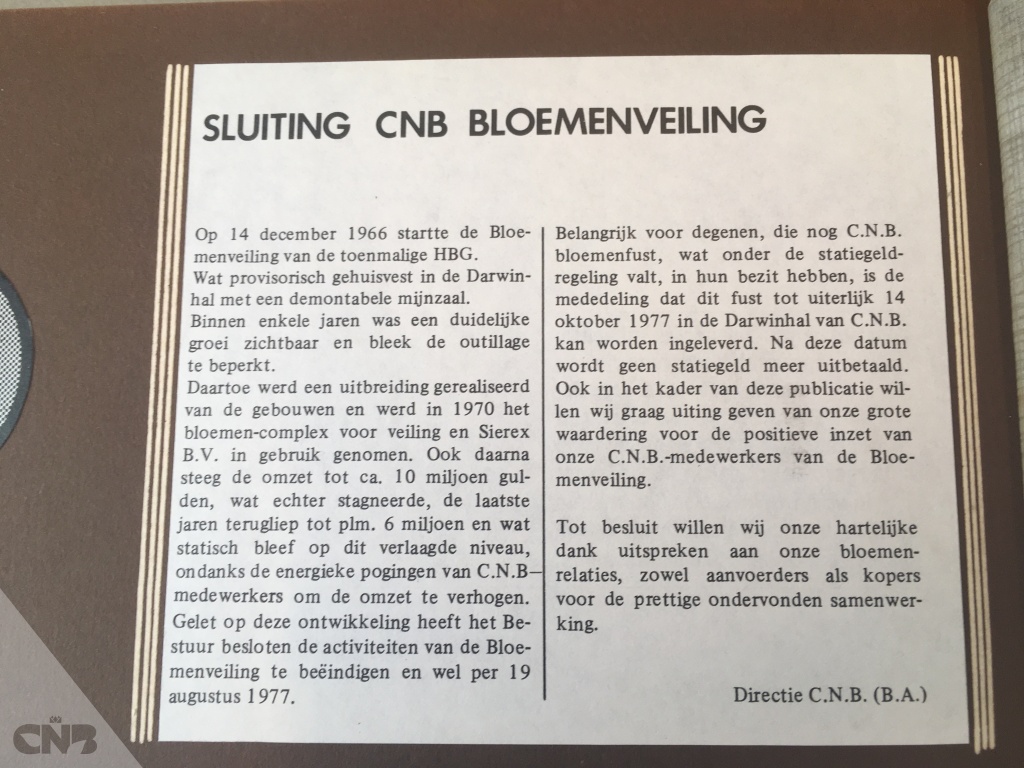 SLUITING CNB BLOEMENVEILING
Op 14 december 1966 startte de Bloe-
menveiling van de toenmalige HBG.
Wat provisorisch gehuisvest in de Darwin-
hal met een demontabele mijnzaal.
Binnen enkele jaren was een duidelijke
groei zichtbaar en bleek de outillage
te beperkt.
Daartoe werd een uitbreiding gerealiseerd
van de gebouwen en werd in 1970 het
bloemen-complex voor veiling en Sierex
B.V. in gebruik genomen. Ook daarna
steeg de omzet tot ca. 10 miljoen gul-
den, wat echter stagneerde, de laatste
jaren terugliep tot plm. 6 miljoen en wat
statisch bleef op dit verlaagde niveau,
ondanks de energieke pogingen van C.N.B—
medewerkers om de omzet te verhogen.
Gelet op deze ontwikkeling heeft het Be-
stuur besloten de activiteiten van de Bloe-
menveiling te beëindigen en wel per 19
augustus 1977.
Belangrijk voor degenen, die nog C.N.B.
bloemenfust, wat onder de statiegeld-
regeling valt, in hun bezit hebben, is de
mededeling dat dit fust tot uiterlijk 14
oktober 1977 in de Darwinhal van C.N.B.
kan worden ingeleverd. Na deze datum
wordt geen statiegeld meer uitbetaald.
Ook in het kader van deze publicatie wil-
len wij graag uiting geven van onze grote
waardering voor de positieve inzet van
onze C.N.B.-medewerkers van de Bloe-
menveiling.
Tot besluit willen wij onze hartelijke
dank uitspreken aan onze bloemen-
relaties, zowel aanvoerders als kopers
voor de prettige ondervonden samenwer-
king.
Directie C.N.B. (B.A.)
CNB